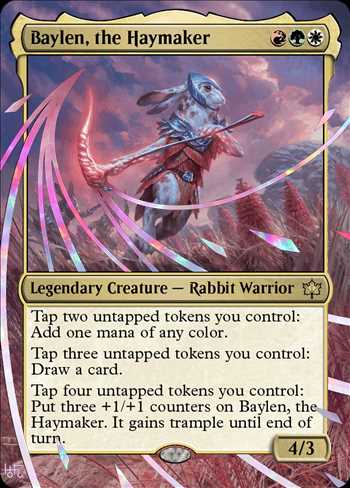 Baylen, the Haymaker
Legendary Creature — Rabbit Warrior
Tap two untapped tokens you control:
Add one mana of any color.
Tap three untapped tokens you control:
Draw a card.
Tap four untapped tokens you control:
Put three +1/+1 counters on Baylen, the
Haymaker. It gains trample until end of
turn.
4/3